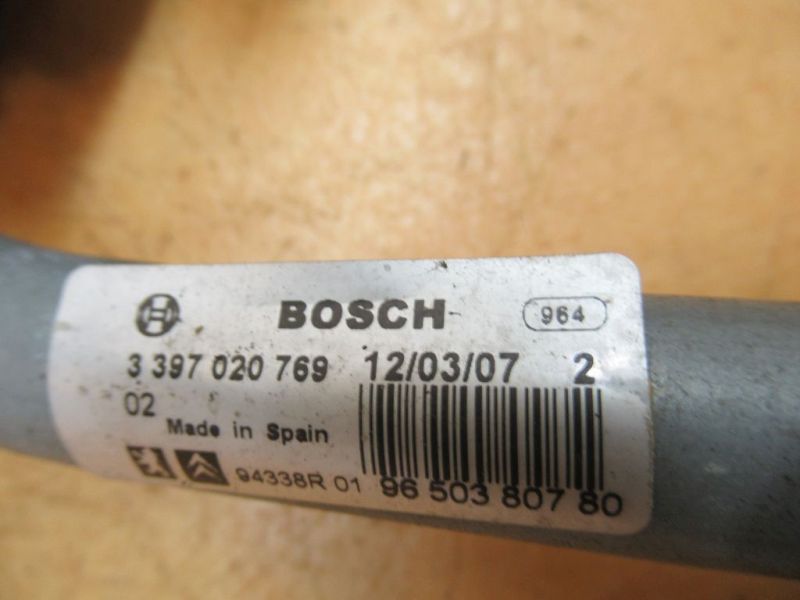 BOSCH 964
3 397 020 769 12/03/07 2
02
Made in Spain
94338R 01 96 503 807 80